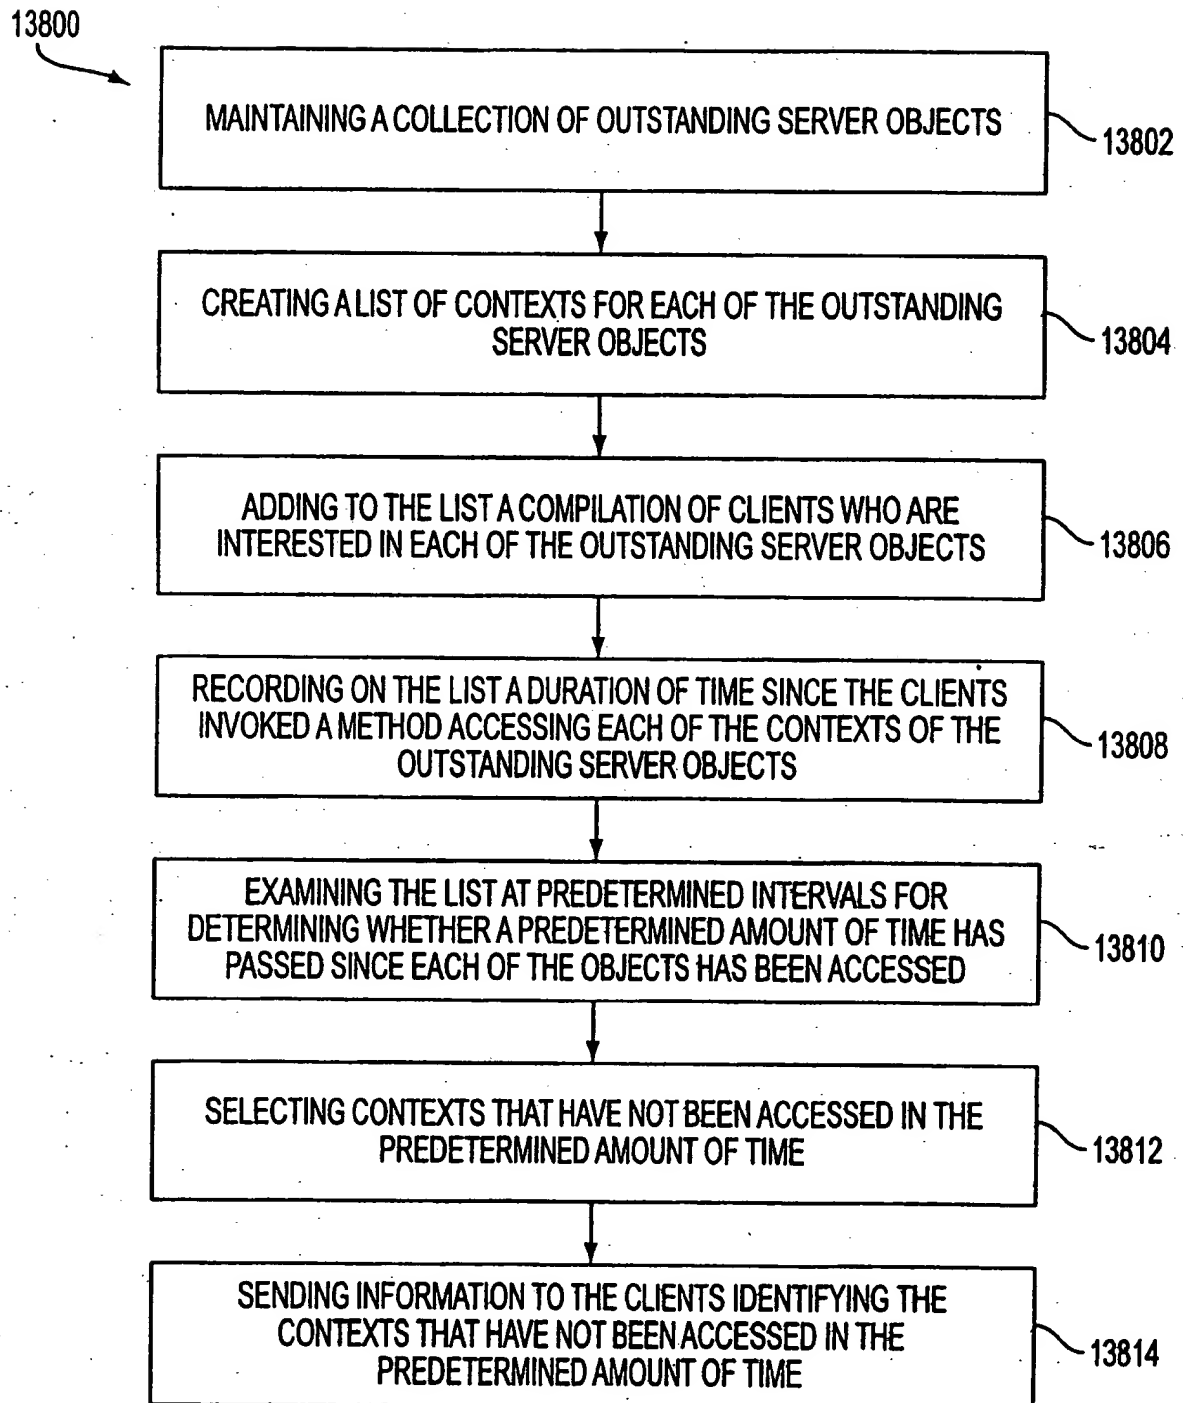 13800
MAINTAINING A COLLECTION OF OUTSTANDING SERVER OBJECTS
13802
CREATING A LIST OF CONTEXTS FOR EACH OF THE OUTSTANDING
SERVER OBJECTS
13804
ADDING TO THE LIST A COMPILATION OF CLIENTS WHO ARE
INTERESTED IN EACH OF THE OUTSTANDING SERVER OBJECTS
13806
RECORDING ON THE LIST A DURATION OF TIME SINCE THE CLIENTS
INVOKED A METHOD ACCESSING EACH OF THE CONTEXTS OF THE
OUTSTANDING SERVER OBJECTS
13808
EXAMINING THE LIST AT PREDETERMINED INTERVALS FOR
DETERMINING WHETHER A PREDETERMINED AMOUNT OF TIME HAS
PASSED SINCE EACH OF THE OBJECTS HAS BEEN ACCESSED
13810
SELECTING CONTEXTS THAT HAVE NOT BEEN ACCESSED IN THE
PREDETERMINED AMOUNT OF TIME
13812
SENDING INFORMATION TO THE CLIENTS IDENTIFYING THE
CONTEXTS THAT HAVE NOT BEEN ACCESSED IN THE
PREDETERMINED AMOUNT OF TIME
13814